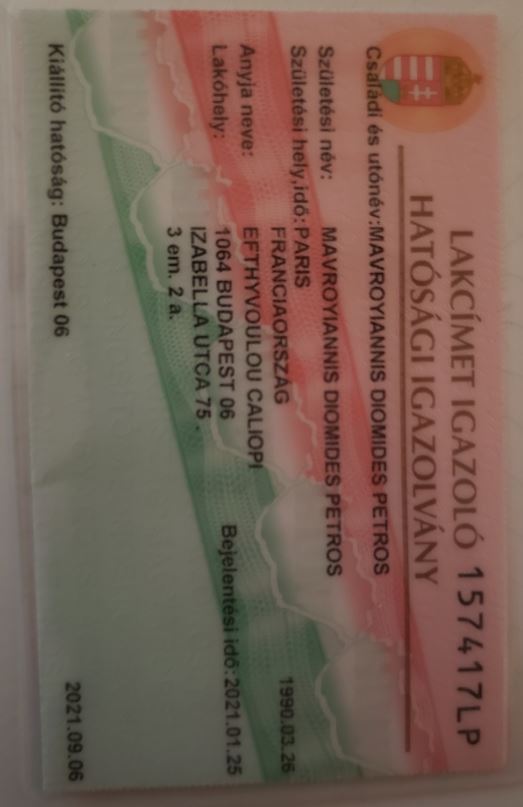 LAKCÍMET IGAZOLÓ 157417LP
HATÓSÁGI IGAZOLVÁNY
Családi és utónév:MAVROYIANNIS DIOMIDES PETROS
Születési név: MAVROYIANNIS DIOMIDES PETROS
Születési hely,idő:PARIS
FRANCIAORSZÁG 1990.03.26
Anyja neve: EFTHYVOULOU CALIOPI
Lakóhely: 1064 BUDAPEST 06 Bejelentési idő:2021.01.25
IZABELLA UTCA 75 .
3 em. 2 a.
Kiállító hatóság: Budapest 06 2021.09.06